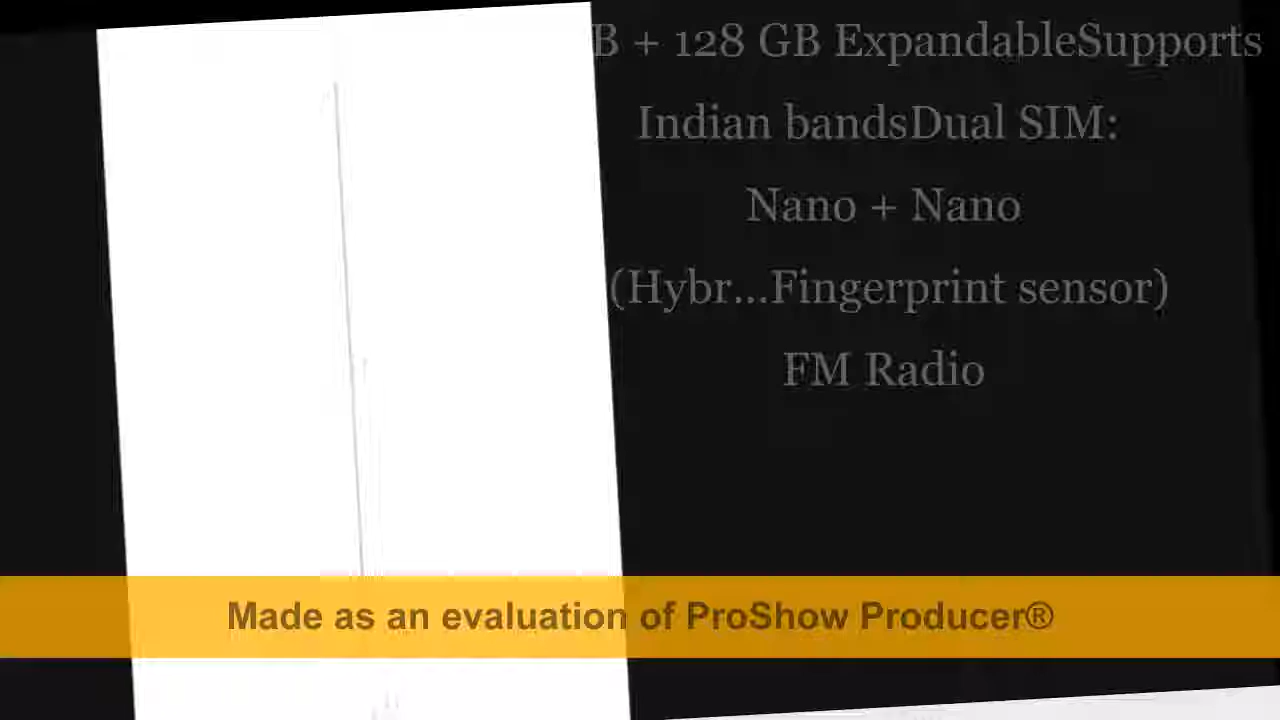 B + 128 GB ExpandableSupports
Indian bandsDual SIM:
Nano + Nano
(Hybr...Fingerprint sensor)
FM Radio
Made as an evaluation of ProShow Producer®